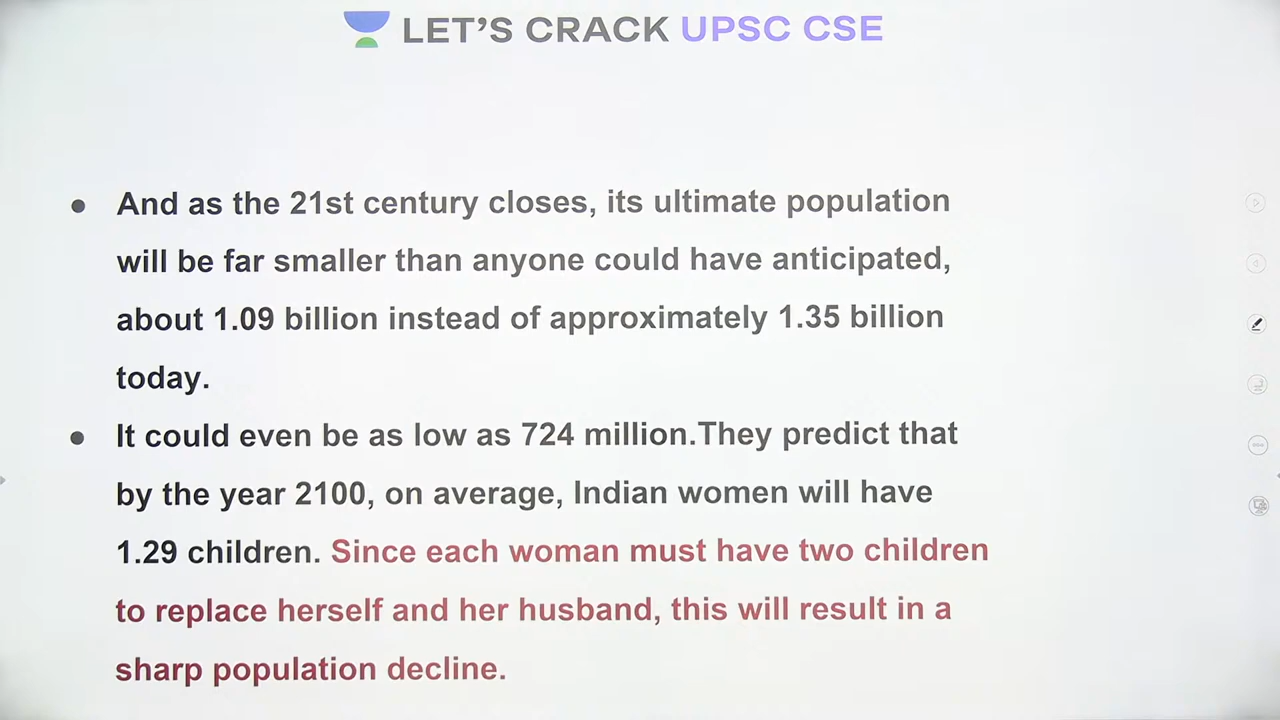 LET'S CRACK UPSC CSE
● And as the 21st century closes, its ultimate population
will be far smaller than anyone could have anticipated,
about 1.09 billion instead of approximately 1.35 billion
today.
● It could even be as low as 724 million.They predict that
by the year 2100, on average, Indian women will have
1.29 children. Since each woman must have two children
to replace herself and her husband, this will result in a
sharp population decline.